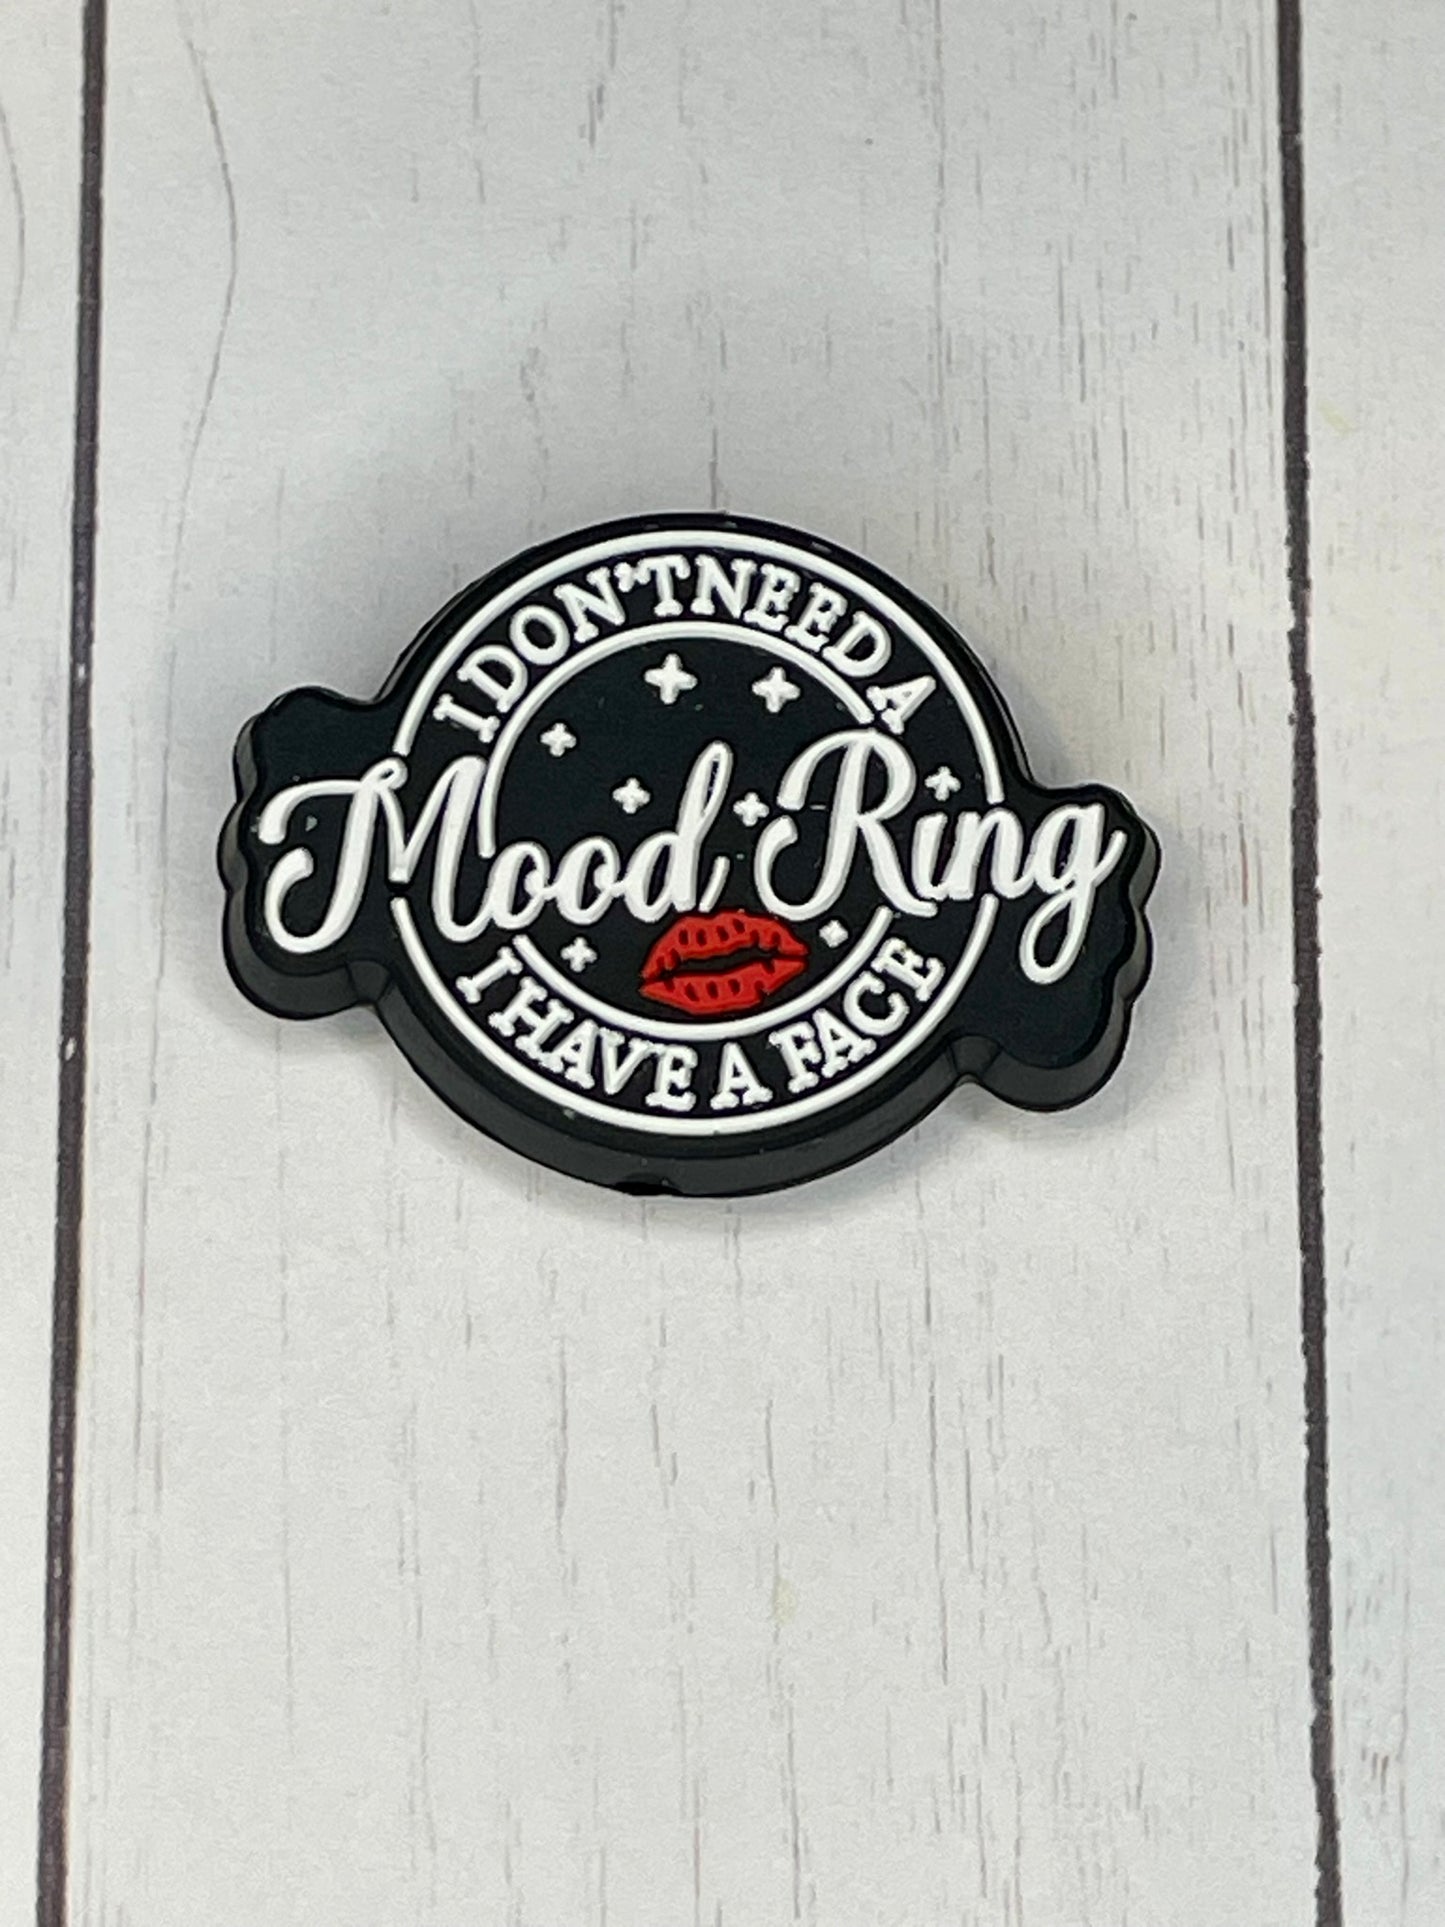 I DON'T NEED A
Mood Ring
I HAVE A FACE